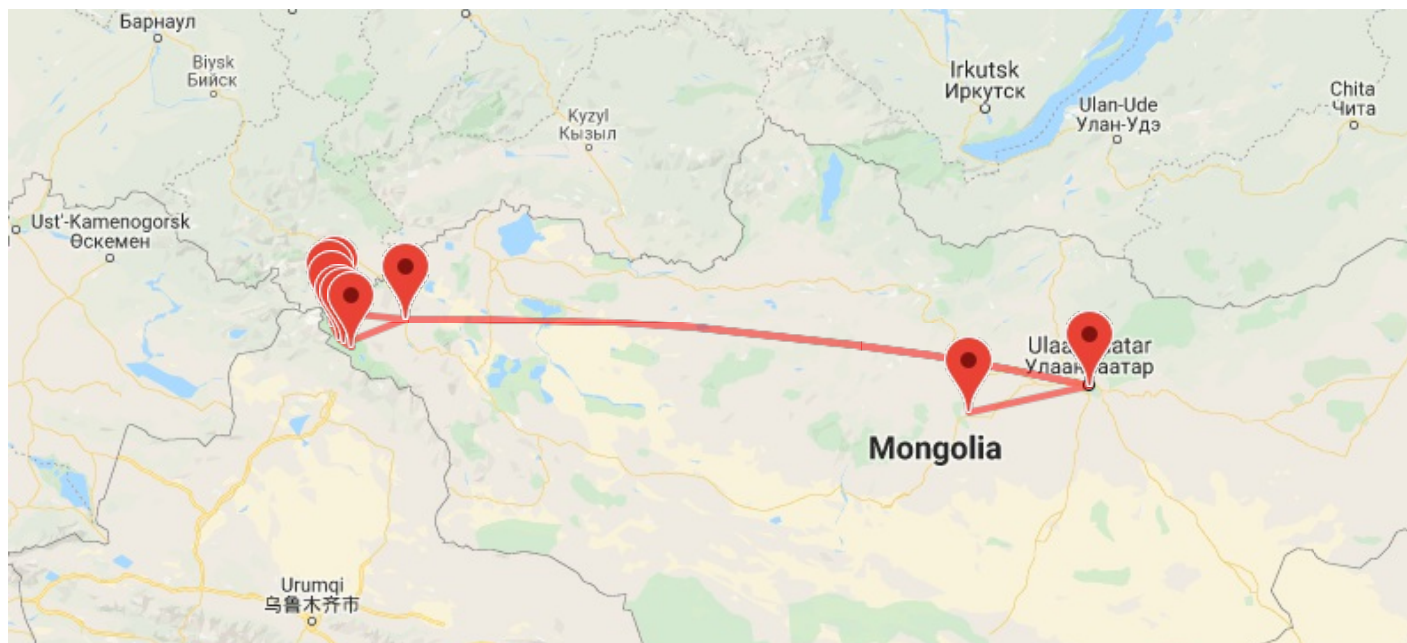 Барнаул
Biysk
Бийск
Irkutsk
Иркутск
Chita
Чита
Ulan-Ude
Улан-Удэ
Kyzyl
Кызыл
Ust'-Kamenogorsk
Өскемен
Mongolia
Urumqi
乌鲁木齐市